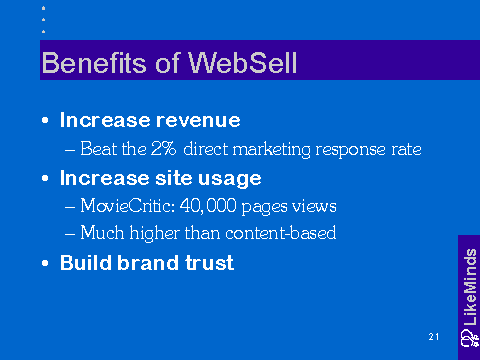 Benefits of WebSell
• Increase revenue
– Beat the 2% direct marketing response rate
• Increase site usage
– MovieCritic: 40,000 pages views
– Much higher than content-based
• Build brand trust
LikeMinds
21